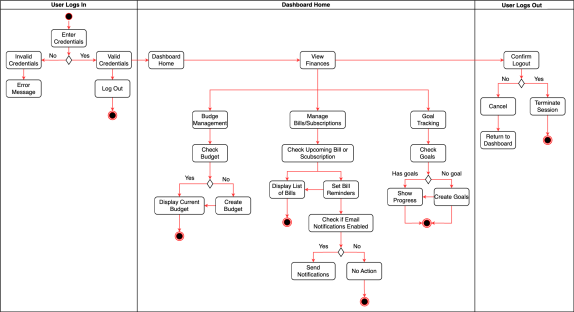 User Logs In
Dashboard Home
User Logs Out
Enter
Credentials
No
Yes
Invalid
Credentials
Valid
Credentials
Error
Message
Log Out
Dashboard
Home
View
Finances
Confirm
Logout
No
Yes
Cancel
Terminate
Session
Return to
Dashboard
Budge
Management
Manage
Bills/Subscriptions
Goal
Tracking
Check
Budget
Check Upcoming Bill or
Scubscription
Check
Goals
Yes
No
Display Current
Budget
Create
Budget
Display List
of Bills
Set Bill
Reminders
Has goals
No goal
Show
Progress
Create Goals
Check if Email
Notifications Enabled
Yes
No
Send
Notifications
No Action